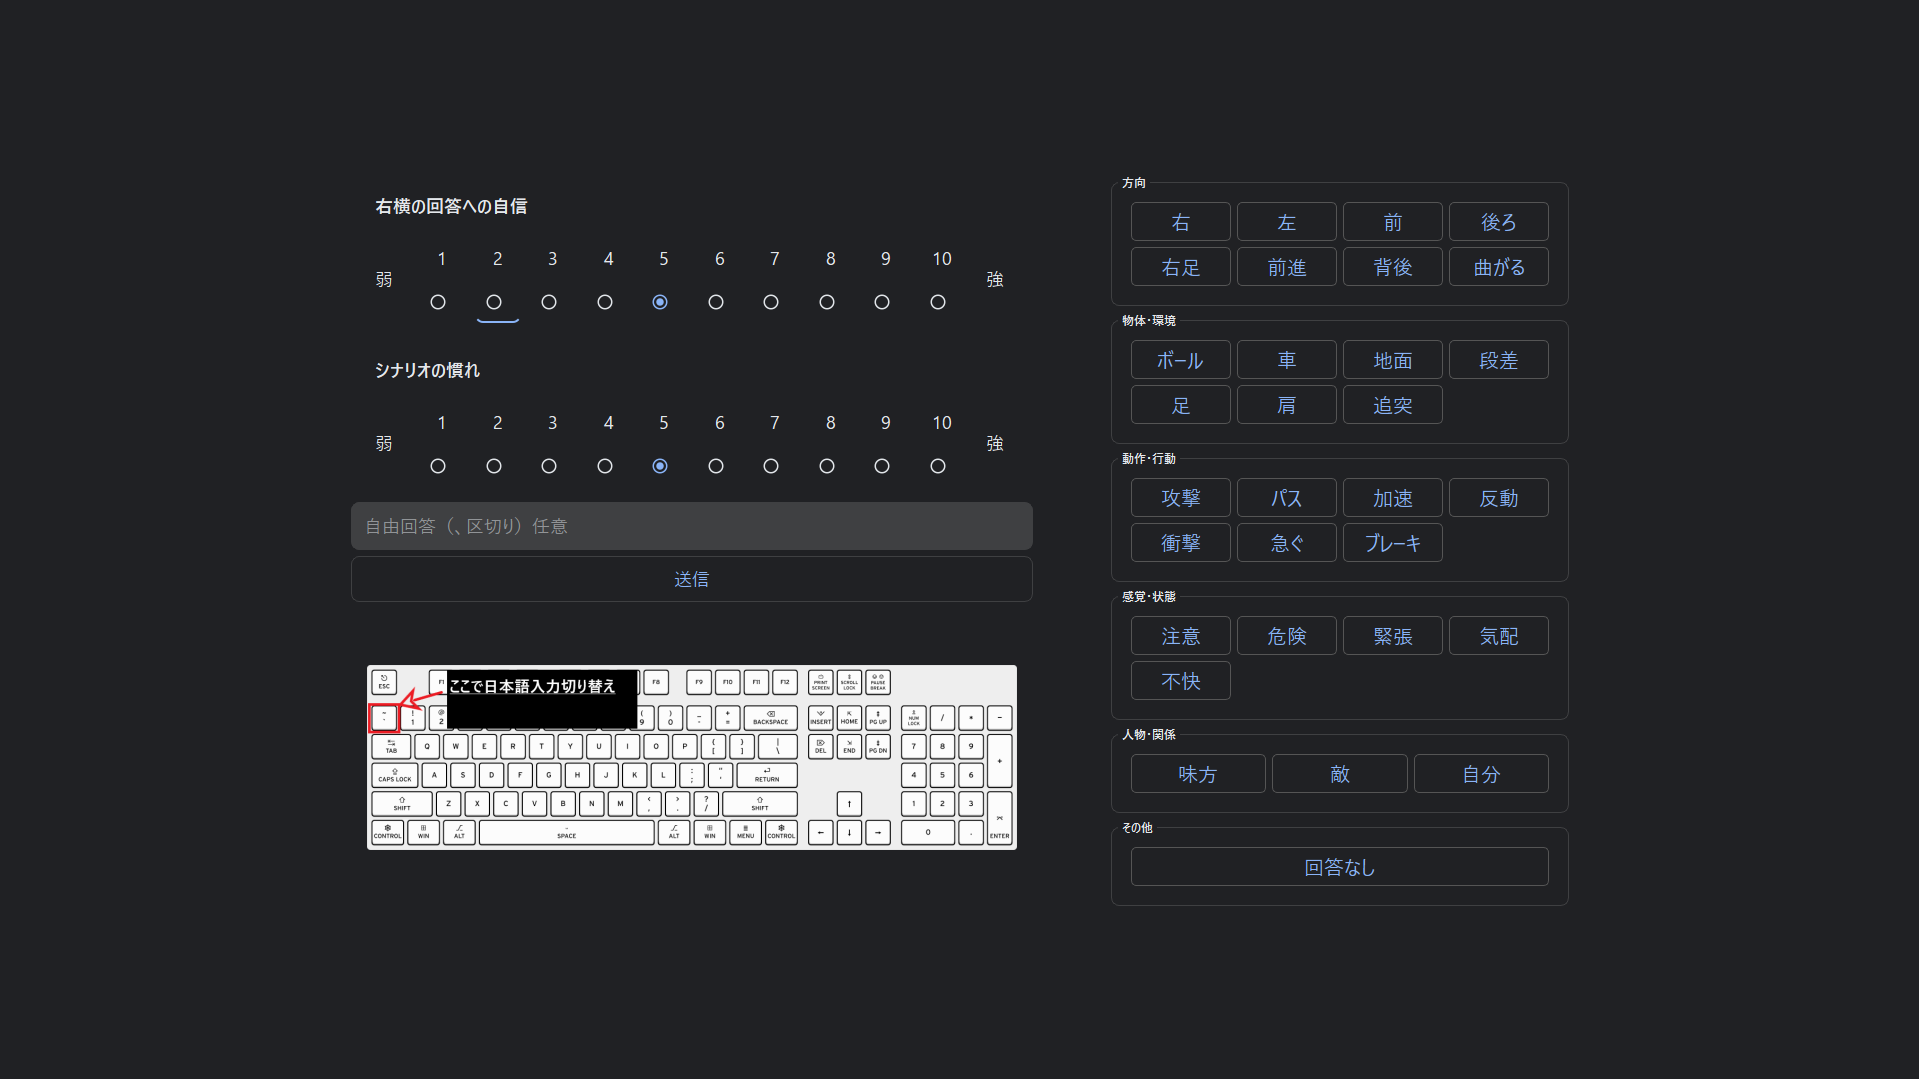 右横の回答への自信
1 2 3 4 5 6 7 8 9 10
弱 強
シナリオの慣れ
1 2 3 4 5 6 7 8 9 10
弱 強
自由回答（、区切り）任意
送信
ESC F1 ここで日本語入力切り替え F8 F9 F10 F11 F12 PRINT SCREEN SCROLL LOCK PAUSE BREAK
~ ` ! 1 @ 2 ( 9 ) 0 _ - + = BACKSPACE INSERT HOME PG UP NUM LOCK / * −
TAB Q W E R T Y U I O P { [ } ] | \ DEL END PG DN 7 8 9 +
CAPS LOCK A S D F G H J K L : ; " ' RETURN 4 5 6
SHIFT Z X C V B N M < , > . ? / SHIFT ↑ 1 2 3
CONTROL WIN ALT SPACE ALT WIN MENU CONTROL ← ↓ → 0 . ENTER
方向
右 左 前 後ろ
右足 前進 背後 曲がる
物体・環境
ボール 車 地面 段差
足 肩 追突
動作・行動
攻撃 パス 加速 反動
衝撃 急ぐ ブレーキ
感覚・状態
注意 危険 緊張 気配
不快
人物・関係
味方 敵 自分
その他
回答なし